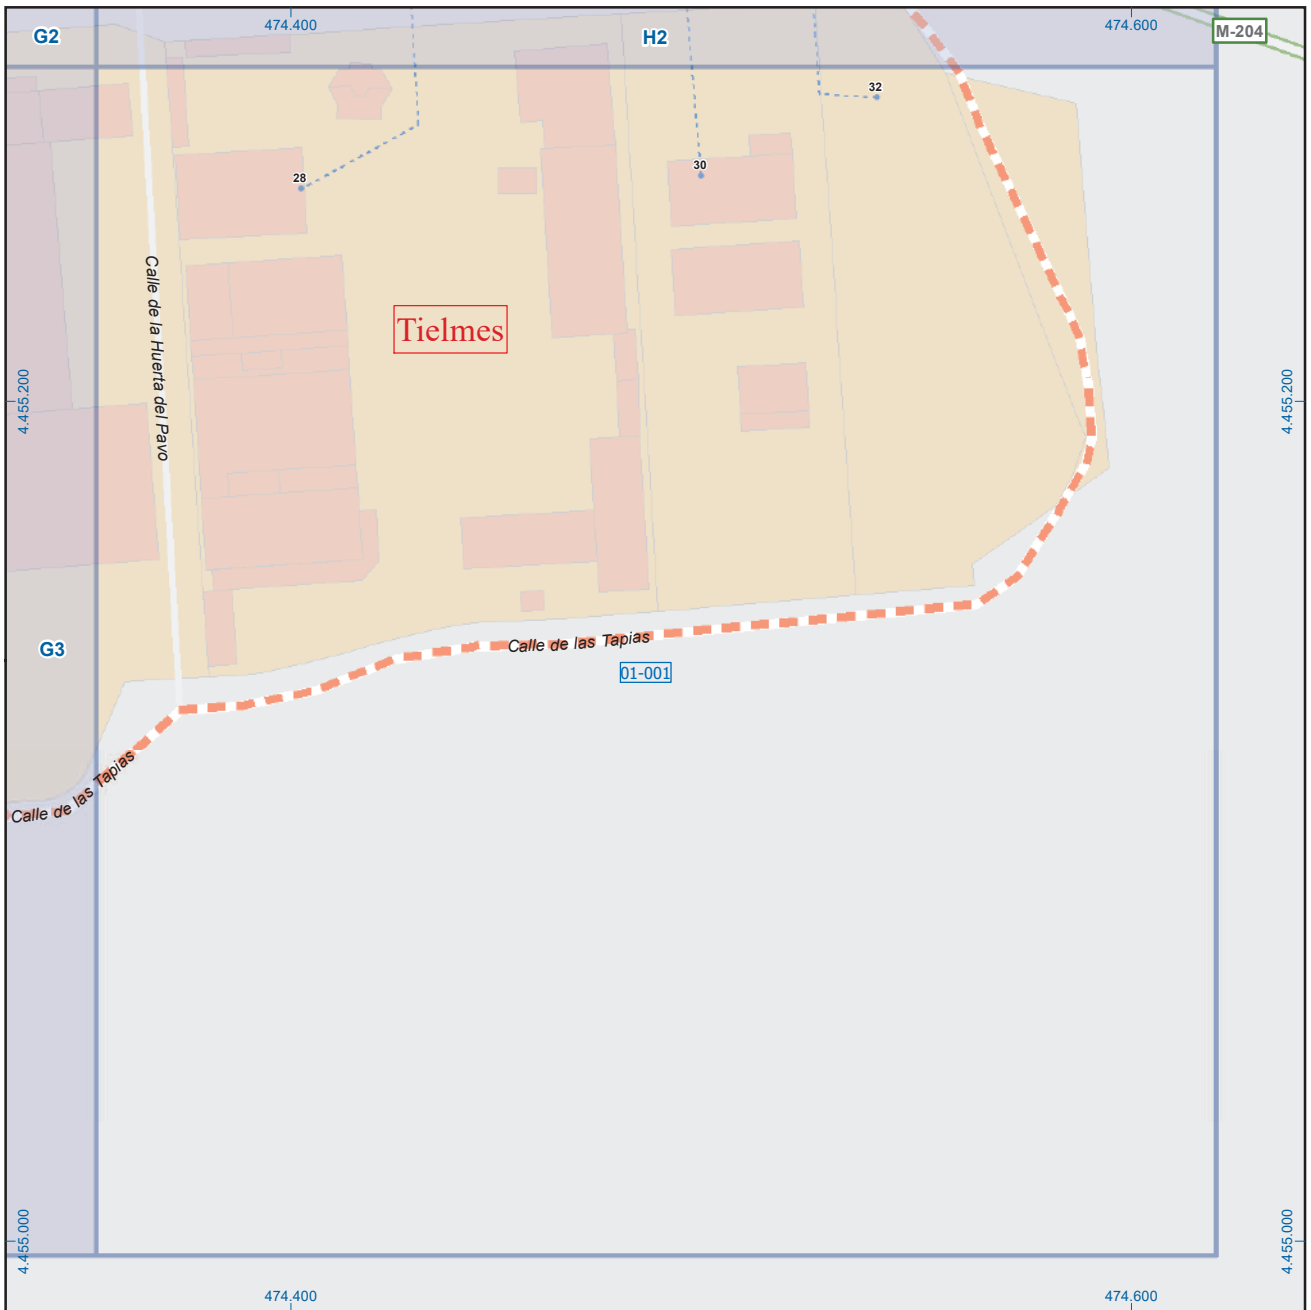 474.400
474.600
G2
H2
M-204
32
30
28
Calle de la Huerta del Pavo
Tielmes
4.455.200
4.455.200
G3
Calle de las Tapias
01-001
Calle de las Tapias
4.455.000
4.455.000
474.400
474.600